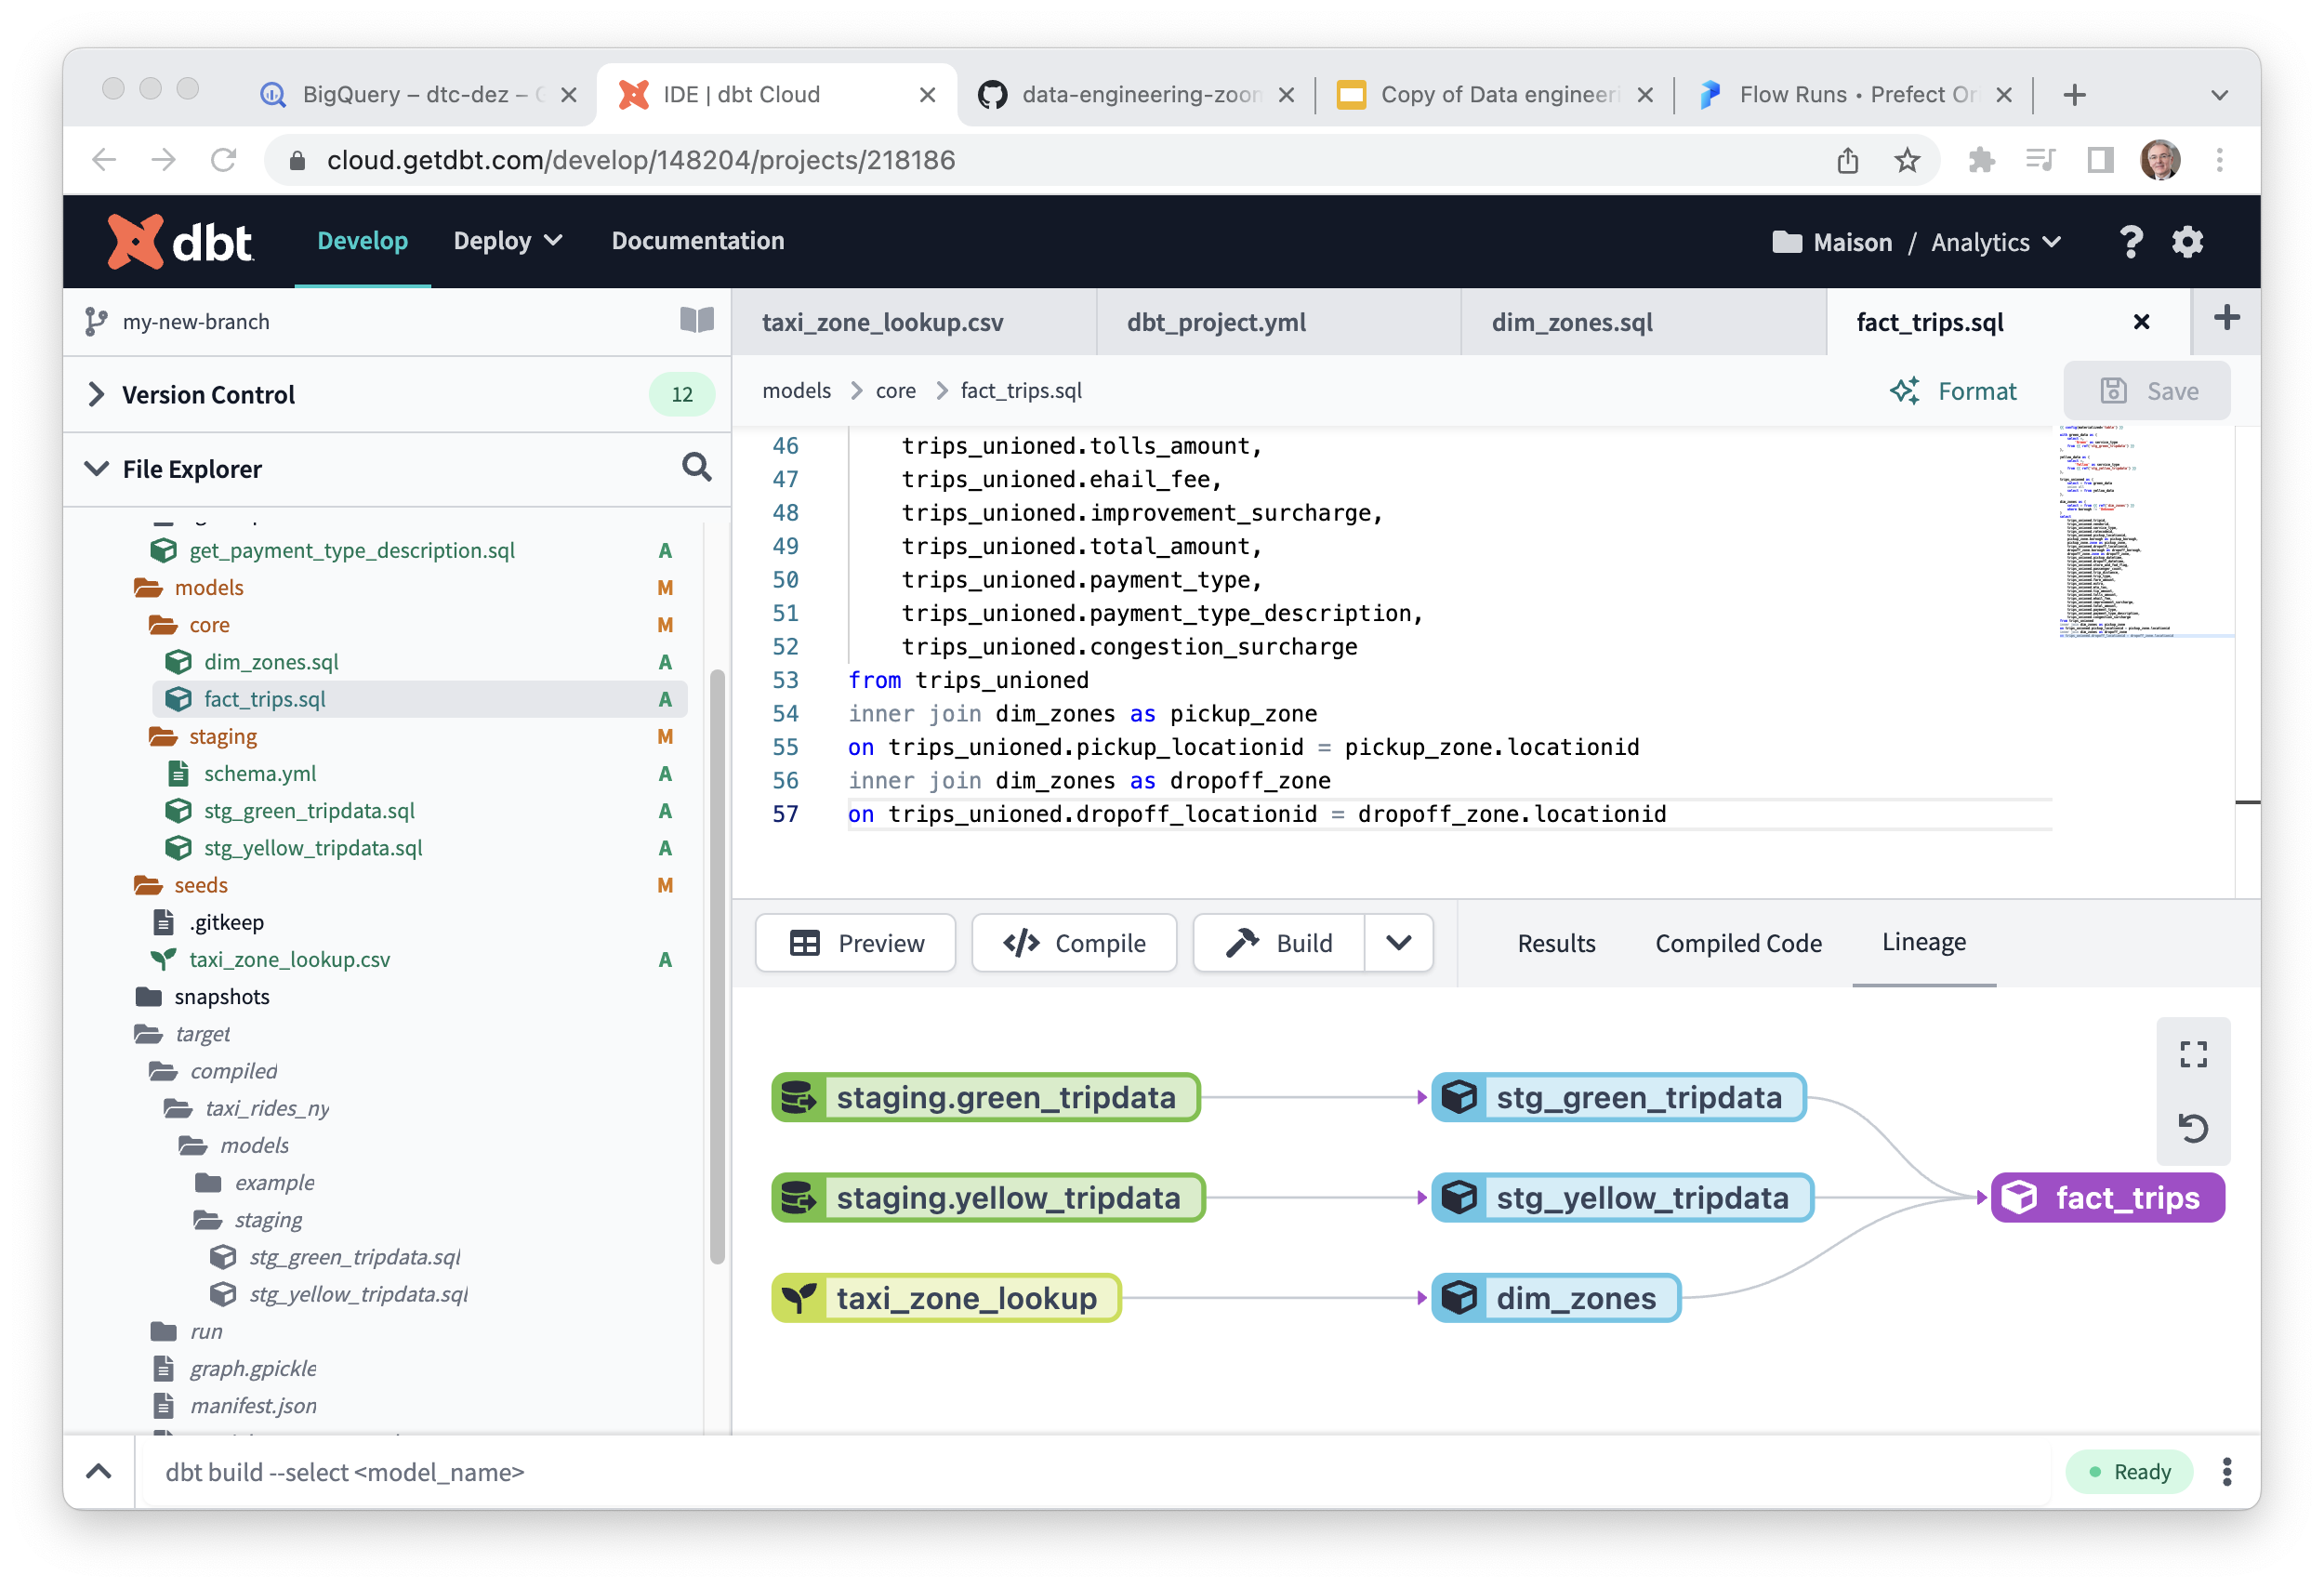 BigQuery – dtc-dez –
IDE | dbt Cloud
data-engineering-zoon
Copy of Data engineeri
Flow Runs • Prefect Or
cloud.getdbt.com/develop/148204/projects/218186
dbt
Develop
Deploy
Documentation
Maison / Analytics
?
my-new-branch
taxi_zone_lookup.csv
dbt_project.yml
dim_zones.sql
fact_trips.sql
Version Control
12
models > core > fact_trips.sql
Format
Save
File Explorer
get_payment_type_description.sql A
models M
core M
dim_zones.sql A
fact_trips.sql A
staging M
schema.yml A
stg_green_tripdata.sql A
stg_yellow_tripdata.sql A
seeds M
.gitkeep
taxi_zone_lookup.csv A
snapshots
target
compiled
taxi_rides_ny
models
example
staging
stg_green_tripdata.sql
stg_yellow_tripdata.sql
run
graph.gpickle
manifest.json
46 trips_unioned.tolls_amount,
47 trips_unioned.ehail_fee,
48 trips_unioned.improvement_surcharge,
49 trips_unioned.total_amount,
50 trips_unioned.payment_type,
51 trips_unioned.payment_type_description,
52 trips_unioned.congestion_surcharge
53 from trips_unioned
54 inner join dim_zones as pickup_zone
55 on trips_unioned.pickup_locationid = pickup_zone.locationid
56 inner join dim_zones as dropoff_zone
57 on trips_unioned.dropoff_locationid = dropoff_zone.locationid
Preview
Compile
Build
Results
Compiled Code
Lineage
staging.green_tripdata
stg_green_tripdata
staging.yellow_tripdata
stg_yellow_tripdata
fact_trips
taxi_zone_lookup
dim_zones
dbt build --select <model_name>
Ready